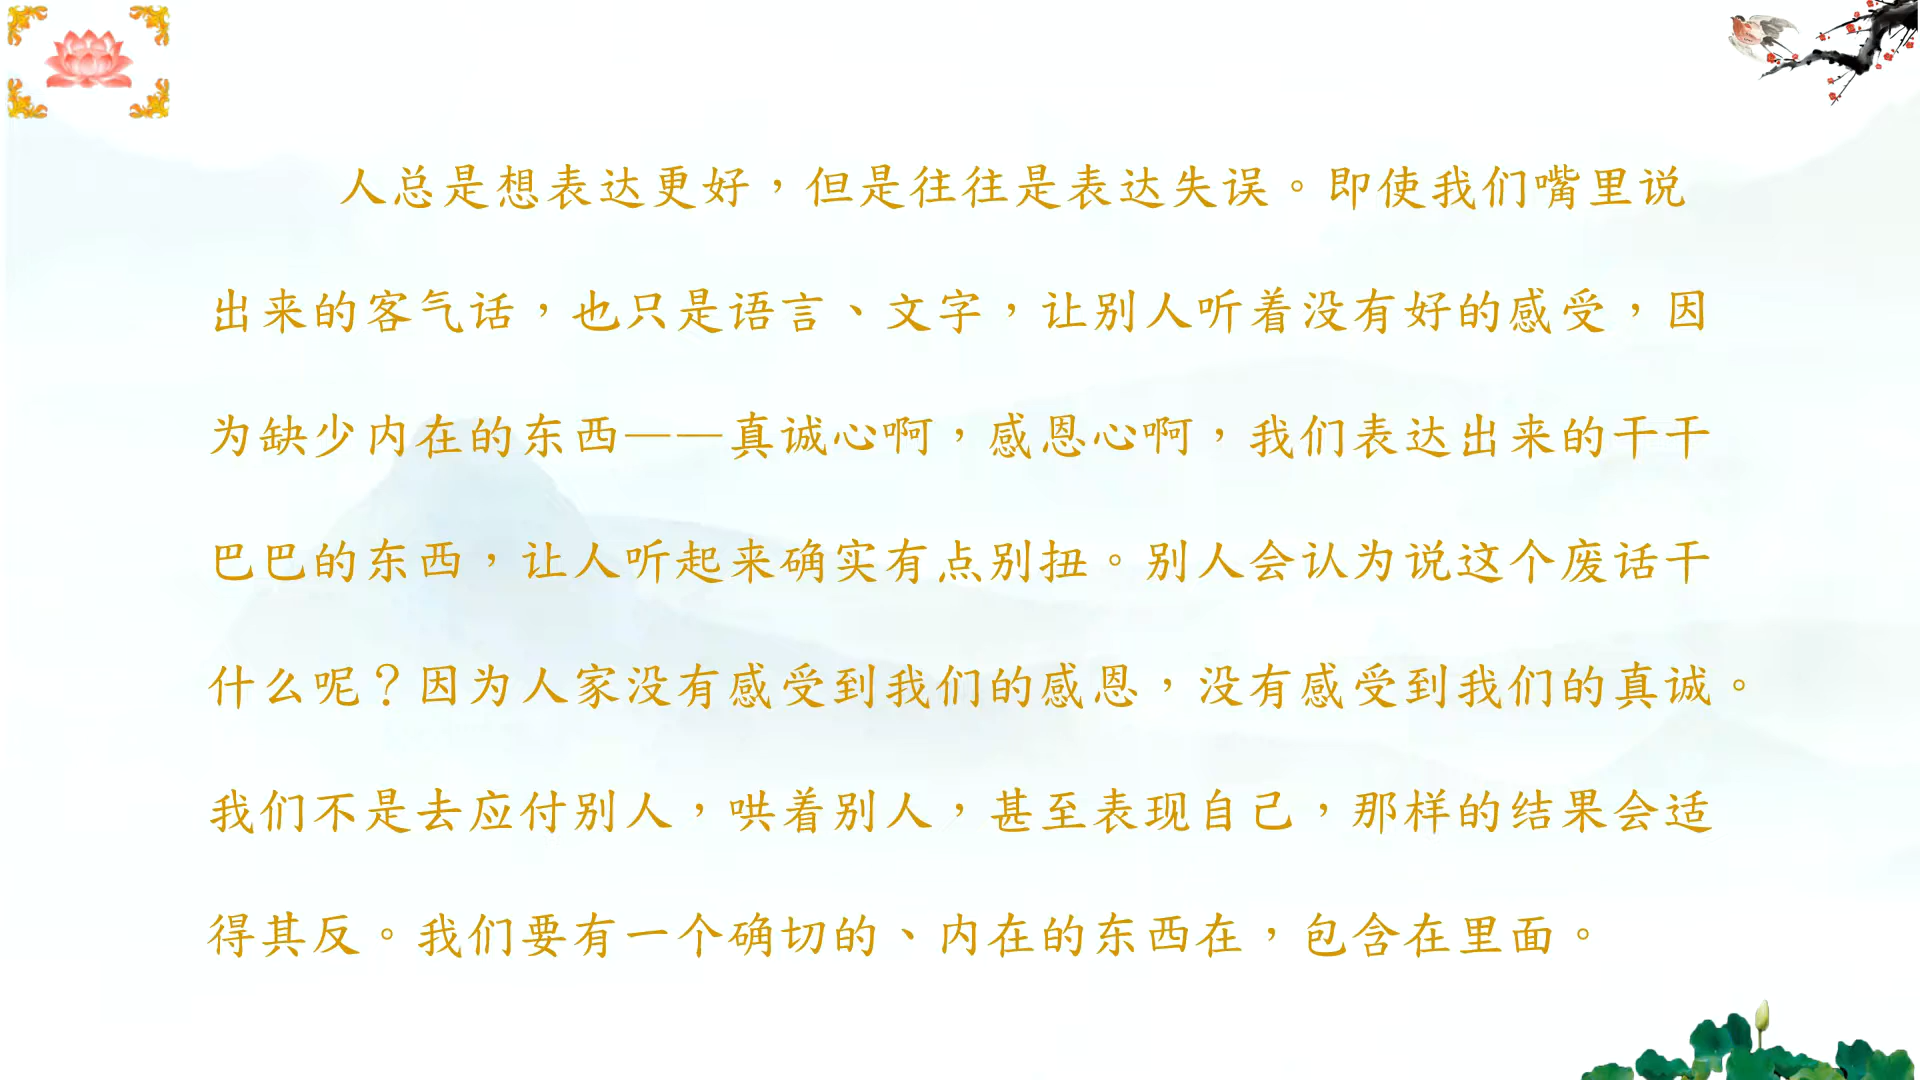 人总是想表达更好，但是往往是表达失误。即使我们嘴里说
出来的客气话，也只是语言、文字，让别人听着没有好的感受，因
为缺少内在的东西——真诚心啊，感恩心啊，我们表达出来的干干
巴巴的东西，让人听起来确实有点别扭。别人会认为说这个废话干
什么呢？因为人家没有感受到我们的感恩，没有感受到我们的真诚。
我们不是去应付别人，哄着别人，甚至表现自己，那样的结果会适
得其反。我们要有一个确切的、内在的东西在，包含在里面。